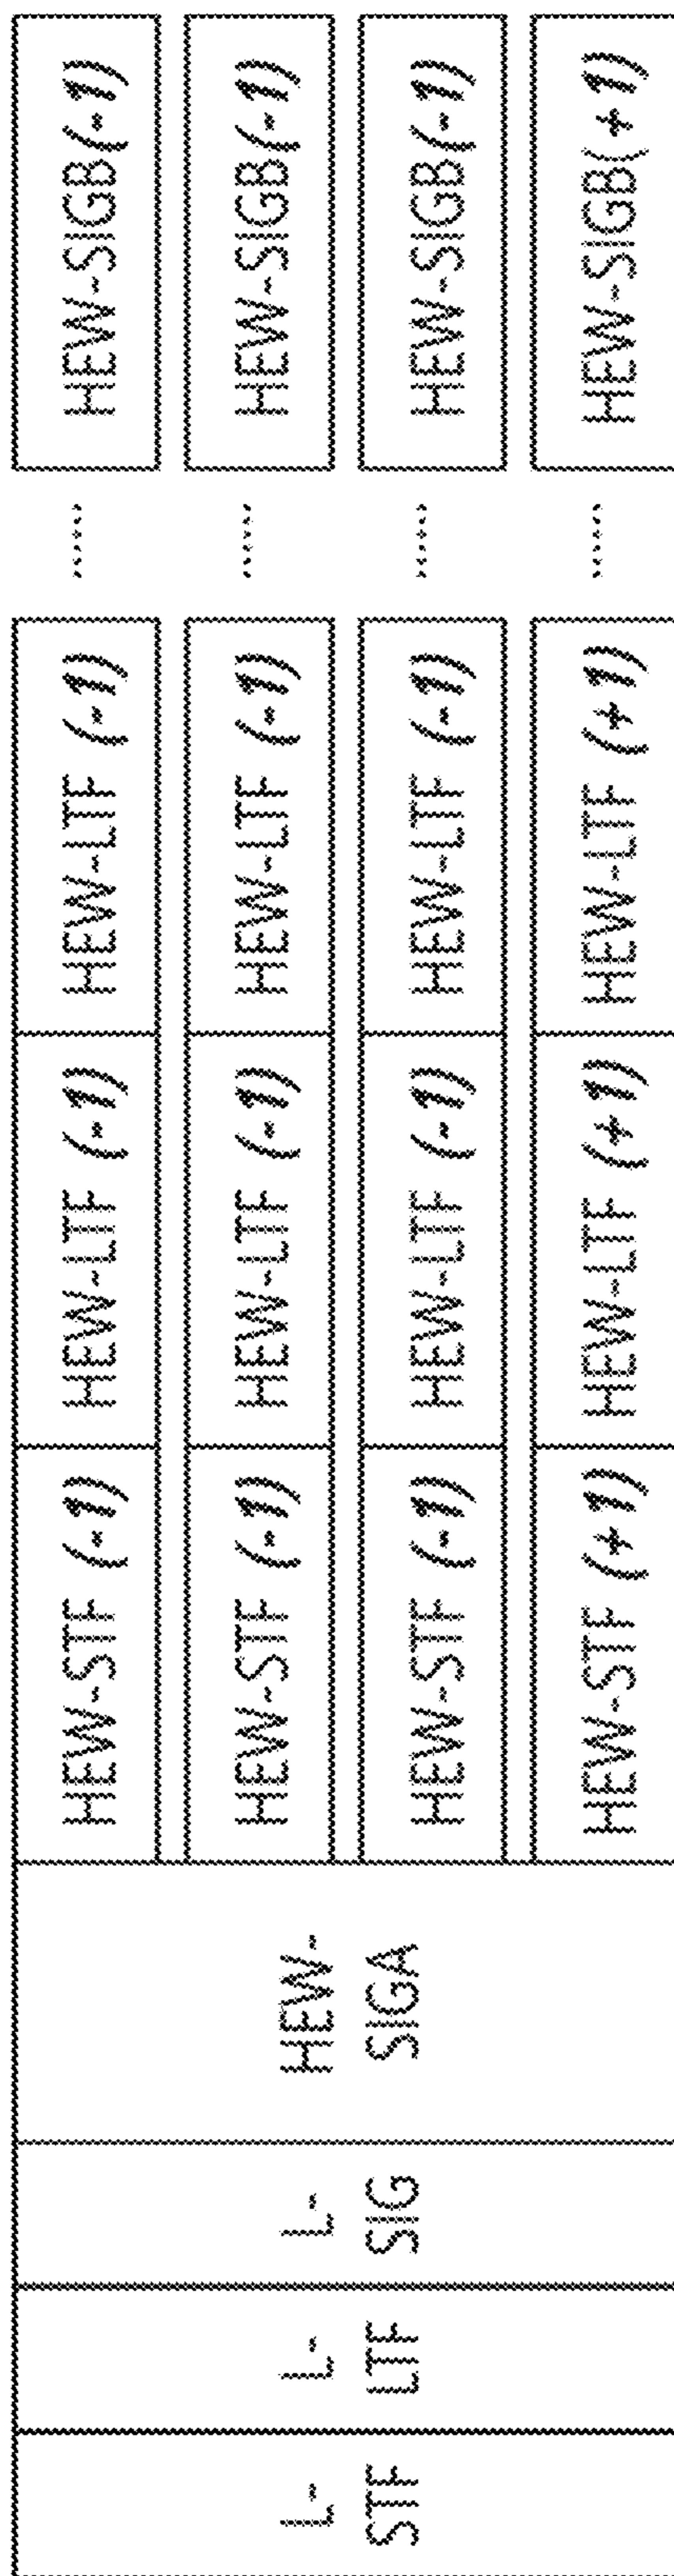 L-
STF
L-
LTF
L-
SIG
HEW-
SIGA
HEW-STF (-1)
HEW-LTF (-1)
HEW-LTF (-1)
......
HEW-SIGB(-1)
HEW-STF (-1)
HEW-LTF (-1)
HEW-LTF (-1)
......
HEW-SIGB(-1)
HEW-STF (-1)
HEW-LTF (-1)
HEW-LTF (-1)
......
HEW-SIGB(-1)
HEW-STF (+1)
HEW-LTF (+1)
HEW-LTF (+1)
......
HEW-SIGB(+1)